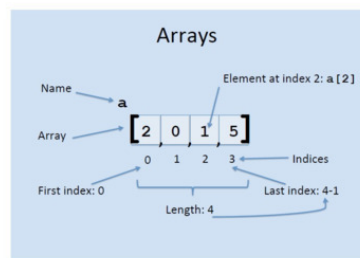 Arrays
Element at index 2: a[2]
Name
a
Array
[2, 0, 1, 5]
0 1 2 3
Indices
First index: 0
Last index: 4-1
Length: 4